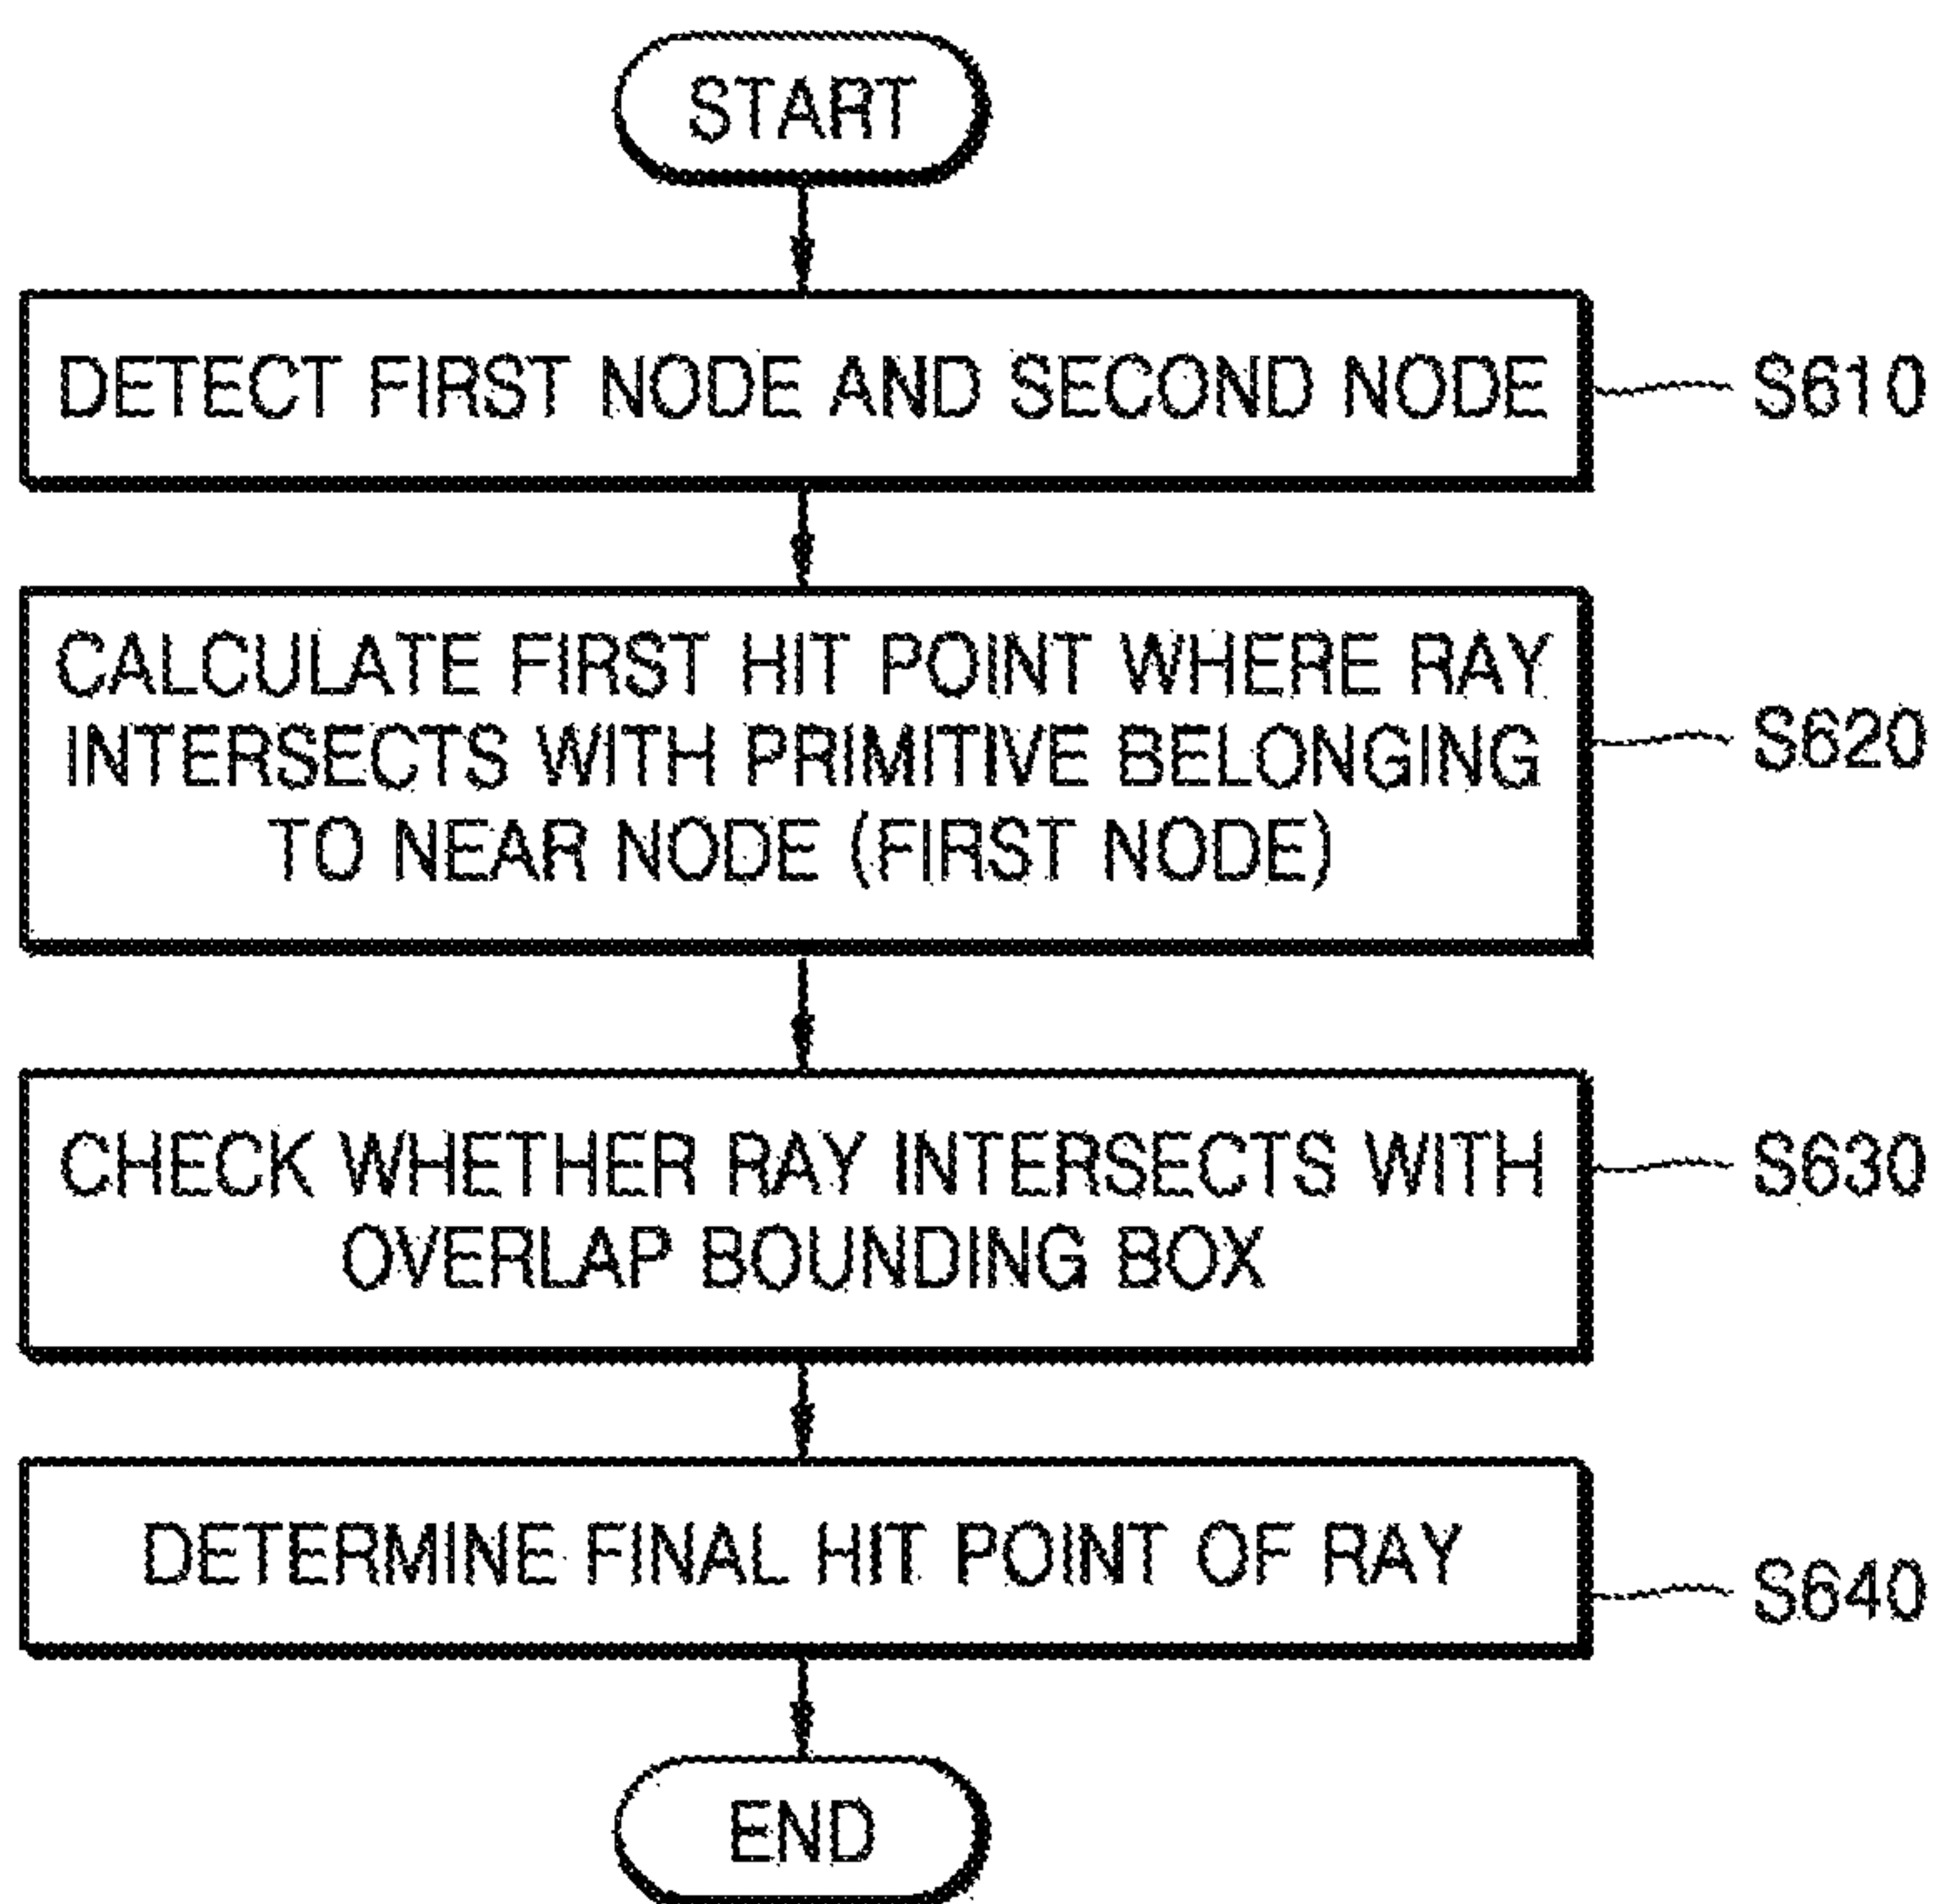 START
DETECT FIRST NODE AND SECOND NODE
S610
CALCULATE FIRST HIT POINT WHERE RAY
INTERSECTS WITH PRIMITIVE BELONGING
TO NEAR NODE (FIRST NODE)
S620
CHECK WHETHER RAY INTERSECTS WITH
OVERLAP BOUNDING BOX
S630
DETERMINE FINAL HIT POINT OF RAY
S640
END